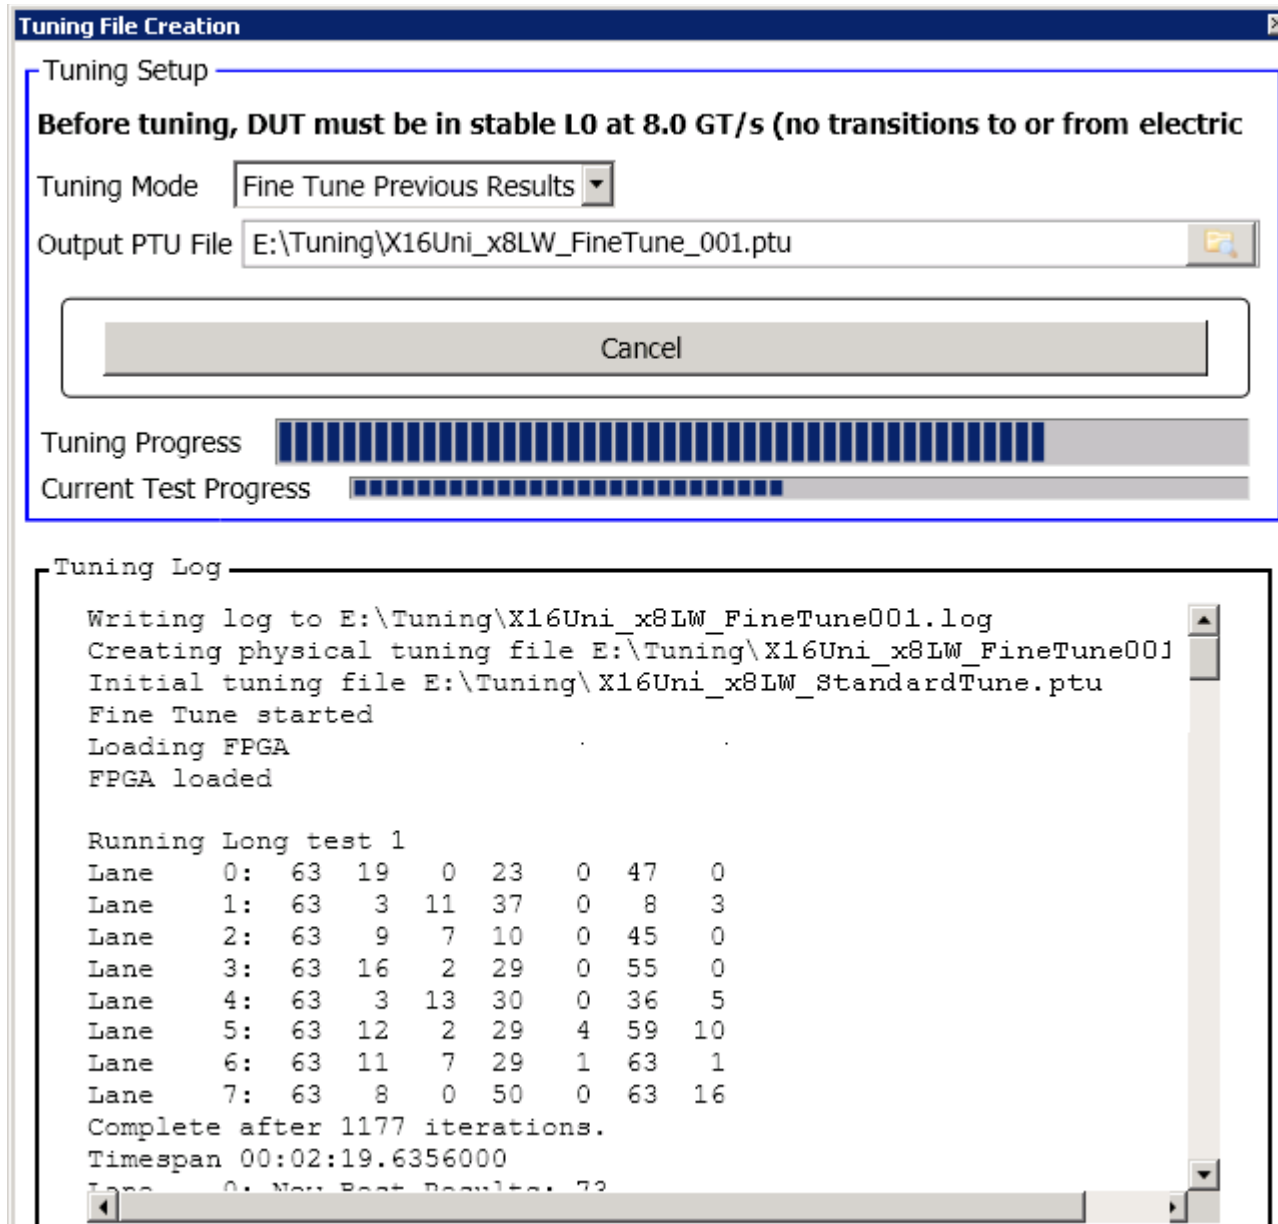 Tuning File Creation
Tuning Setup
Before tuning, DUT must be in stable L0 at 8.0 GT/s (no transitions to or from electric
Tuning Mode Fine Tune Previous Results
Output PTU File E:\Tuning\X16Uni_x8LW_FineTune_001.ptu
Cancel
Tuning Progress
Current Test Progress
Tuning Log
Writing log to E:\Tuning\X16Uni_x8LW_FineTune001.log
Creating physical tuning file E:\Tuning\X16Uni_x8LW_FineTune001
Initial tuning file E:\Tuning\X16Uni_x8LW_StandardTune.ptu
Fine Tune started
Loading FPGA
FPGA loaded
Running Long test 1
Lane 0: 63 19 0 23 0 47 0
Lane 1: 63 3 11 37 0 8 3
Lane 2: 63 9 7 10 0 45 0
Lane 3: 63 16 2 29 0 55 0
Lane 4: 63 3 13 30 0 36 5
Lane 5: 63 12 2 29 4 59 10
Lane 6: 63 11 7 29 1 63 1
Lane 7: 63 8 0 50 0 63 16
Complete after 1177 iterations.
Timespan 00:02:19.6356000
Lane 0: New Best Results: 73